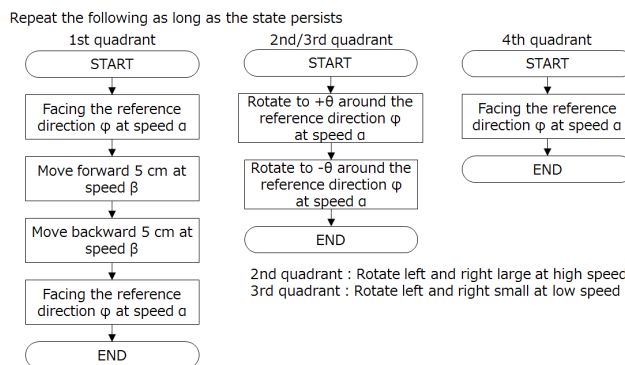 Repeat the following as long as the state persists
1st quadrant
START
Facing the reference
direction φ at speed α
Move forward 5 cm at
speed β
Move backward 5 cm at
speed β
Facing the reference
direction φ at speed α
END
2nd/3rd quadrant
START
Rotate to +θ around the
reference direction φ
at speed α
Rotate to -θ around the
reference direction φ
at speed α
END
4th quadrant
START
Facing the reference
direction φ at speed α
END
2nd quadrant : Rotate left and right large at high speed
3rd quadrant : Rotate left and right small at low speed